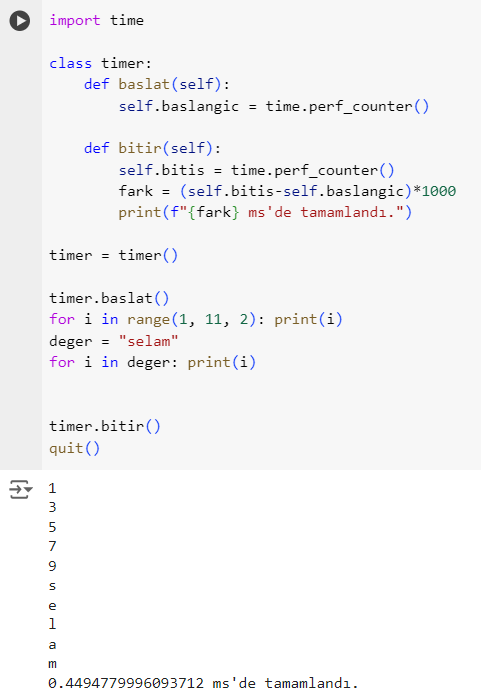 import time
class timer:
    def baslat(self):
        self.baslangic = time.perf_counter()
    def bitir(self):
        self.bitis = time.perf_counter()
        fark = (self.bitis-self.baslangic)*1000
        print(f"{fark} ms'de tamamlandı.")
timer = timer()
timer.baslat()
for i in range(1, 11, 2): print(i)
deger = "selam"
for i in deger: print(i)
timer.bitir()
quit()
1
3
5
7
9
s
e
l
a
m
0.4494779996093712 ms'de tamamlandı.